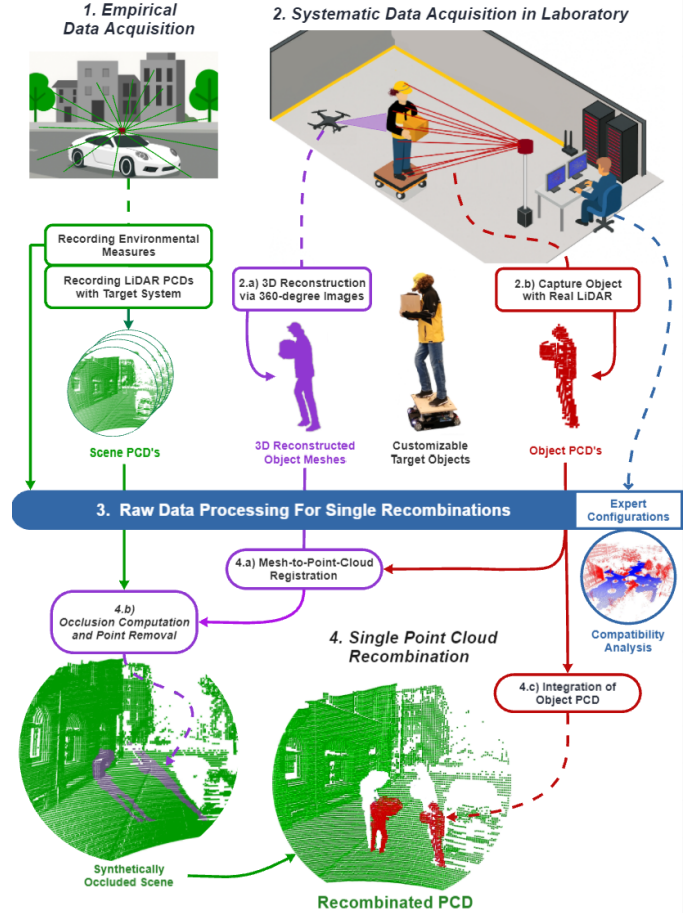 1. Empirical
Data Acquisition
2. Systematic Data Acquisition in Laboratory
Recording Environmental
Measures
Recording LiDAR PCDs
with Target System
2.a) 3D Reconstruction
via 360-degree Images
2.b) Capture Object
with Real LiDAR
Scene PCD's
3D Reconstructed
Object Meshes
Customizable
Target Objects
Object PCD's
3. Raw Data Processing For Single Recombinations
Expert
Configurations
4.a) Mesh-to-Point-Cloud
Registration
4.b)
Occlusion Computation
and Point Removal
Compatibility
Analysis
4. Single Point Cloud
Recombination
4.c) Integration of
Object PCD
Synthetically
Occluded Scene
Recombinated PCD